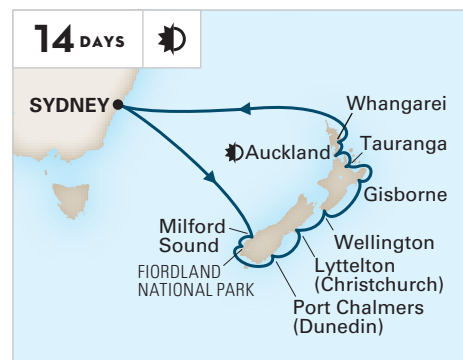 14 DAYS
SYDNEY
Whangarei
Auckland
Tauranga
Gisborne
Milford
Sound
Wellington
FIORDLAND
NATIONAL PARK
Lyttelton
(Christchurch)
Port Chalmers
(Dunedin)